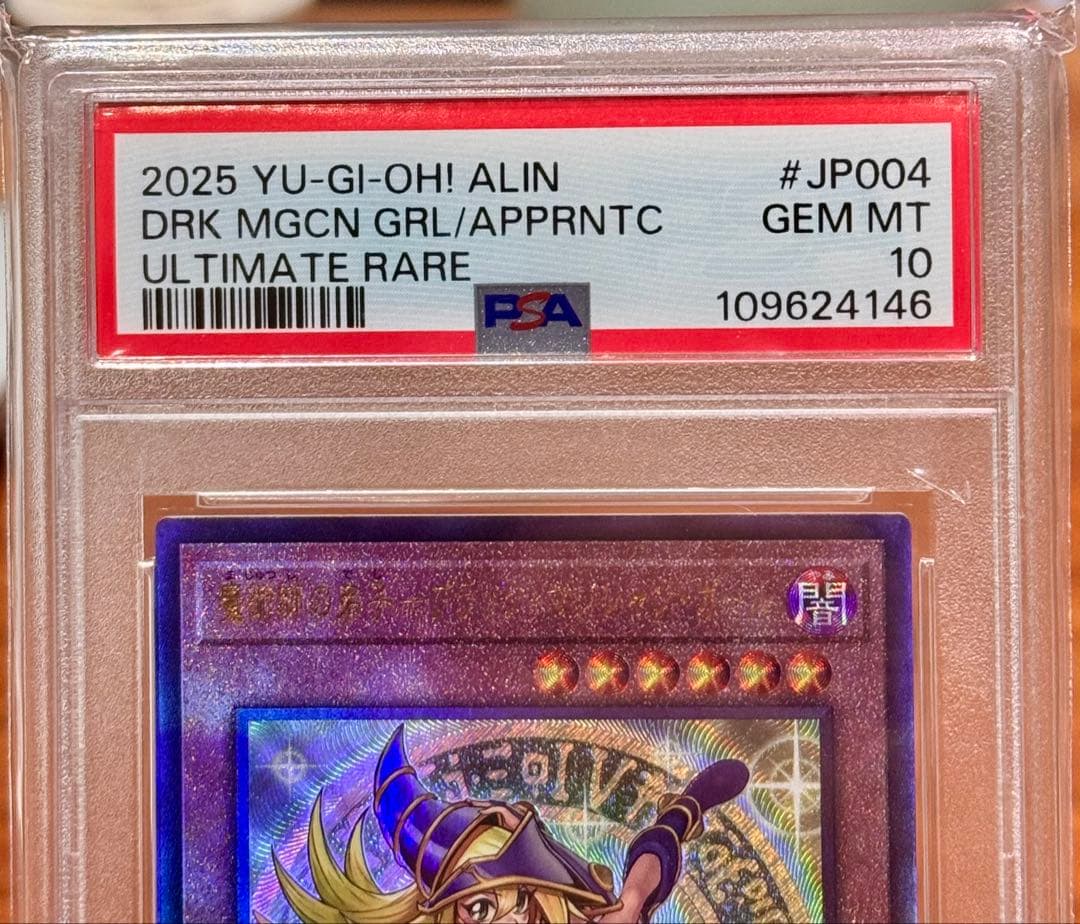 2025 YU-GI-OH! ALIN #JP004
DRK MGCN GRL/APPRNTC GEM MT
ULTIMATE RARE 10
PSA 109624146
闇